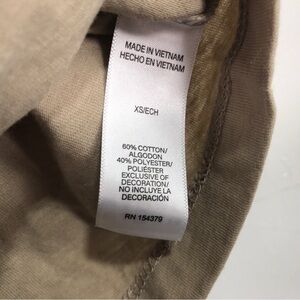 MADE IN VIETNAM
HECHO EN VIETNAM
XS/ECH
60% COTTON/
ALGODON
40% POLYESTER/
POLIÉSTER
EXCLUSIVE OF
DECORATION/
NO INCLUYE LA
DECORACIÓN
RN 154379